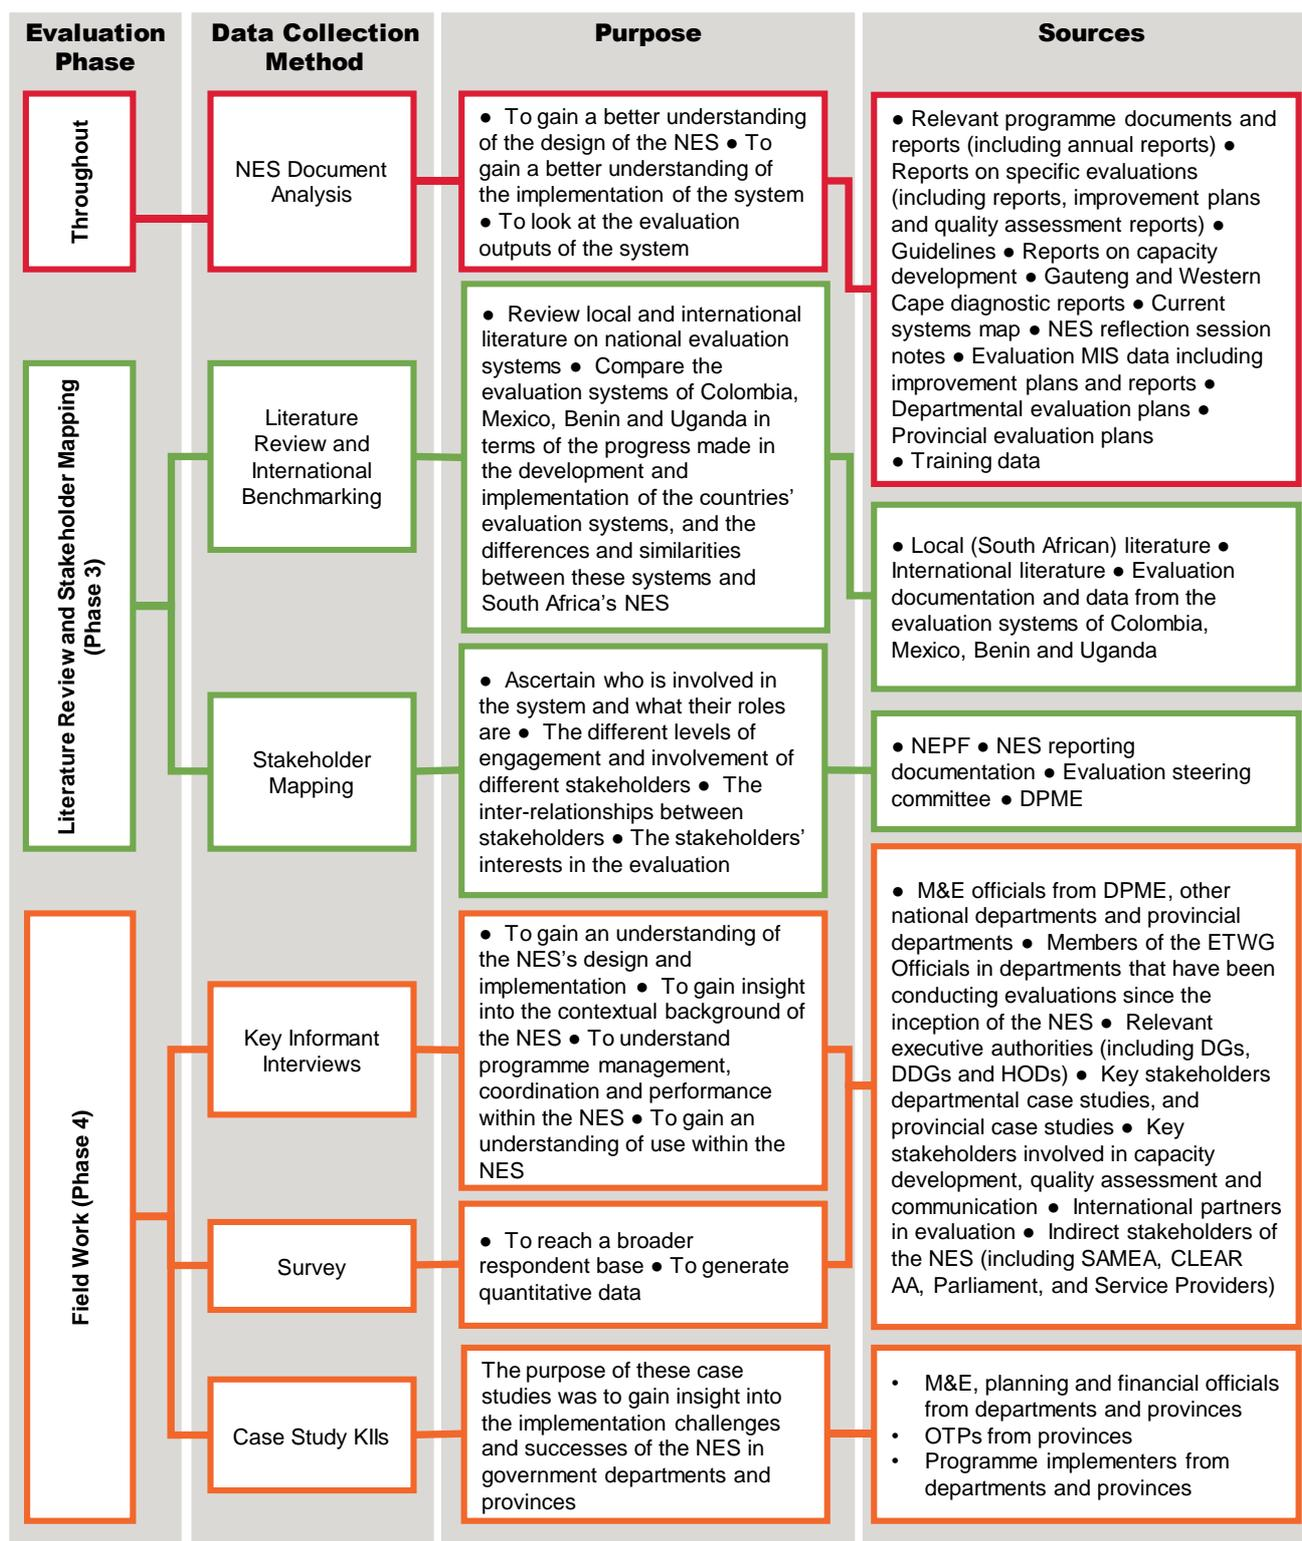 Evaluation
Phase
Data Collection
Method
Purpose
Sources
Throughout
NES Document
Analysis
● To gain a better understanding
of the design of the NES ● To
gain a better understanding of
the implementation of the system
● To look at the evaluation
outputs of the system
● Relevant programme documents and
reports (including annual reports) ●
Reports on specific evaluations
(including reports, improvement plans
and quality assessment reports) ●
Guidelines ● Reports on capacity
development ● Gauteng and Western
Cape diagnostic reports ● Current
systems map ● NES reflection session
notes ● Evaluation MIS data including
improvement plans and reports ●
Departmental evaluation plans ●
Provincial evaluation plans
● Training data
Literature Review and Stakeholder Mapping
(Phase 3)
Literature
Review and
International
Benchmarking
● Review local and international
literature on national evaluation
systems ● Compare the
evaluation systems of Colombia,
Mexico, Benin and Uganda in
terms of the progress made in
the development and
implementation of the countries’
evaluation systems, and the
differences and similarities
between these systems and
South Africa’s NES
● Local (South African) literature ●
International literature ● Evaluation
documentation and data from the
evaluation systems of Colombia,
Mexico, Benin and Uganda
Stakeholder
Mapping
● Ascertain who is involved in
the system and what their roles
are ● The different levels of
engagement and involvement of
different stakeholders ● The
inter-relationships between
stakeholders ● The stakeholders’
interests in the evaluation
● NEPF ● NES reporting
documentation ● Evaluation steering
committee ● DPME
Field Work (Phase 4)
Key Informant
Interviews
● To gain an understanding of
the NES’s design and
implementation ● To gain insight
into the contextual background of
the NES ● To understand
programme management,
coordination and performance
within the NES ● To gain an
understanding of use within the
NES
● M&E officials from DPME, other
national departments and provincial
departments ● Members of the ETWG
Officials in departments that have been
conducting evaluations since the
inception of the NES ● Relevant
executive authorities (including DGs,
DDGs and HODs) ● Key stakeholders
departmental case studies, and
provincial case studies ● Key
stakeholders involved in capacity
development, quality assessment and
communication ● International partners
in evaluation ● Indirect stakeholders of
the NES (including SAMEA, CLEAR
AA, Parliament, and Service Providers)
Survey
● To reach a broader
respondent base ● To generate
quantitative data
Case Study KIIs
The purpose of these case
studies was to gain insight into
the implementation challenges
and successes of the NES in
government departments and
provinces
• M&E, planning and financial officials
from departments and provinces
• OTPs from provinces
• Programme implementers from
departments and provinces